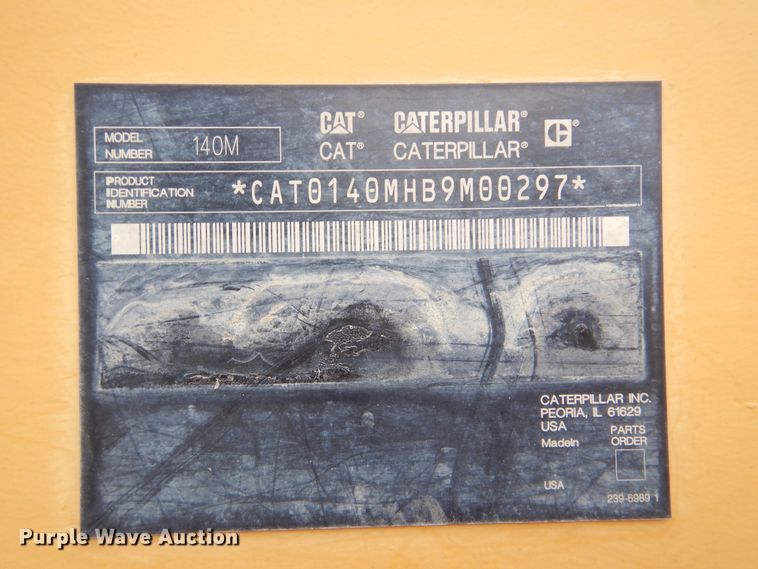 MODEL NUMBER 140M
CAT® CATERPILLAR® C®
CAT® CATERPILLAR®
PRODUCT IDENTIFICATION NUMBER *CAT0140MHB9M00297*
CATERPILLAR INC.
PEORIA, IL 61629
USA
MadeIn
USA
PARTS
ORDER
239-6989 1
Purple Wave Auction